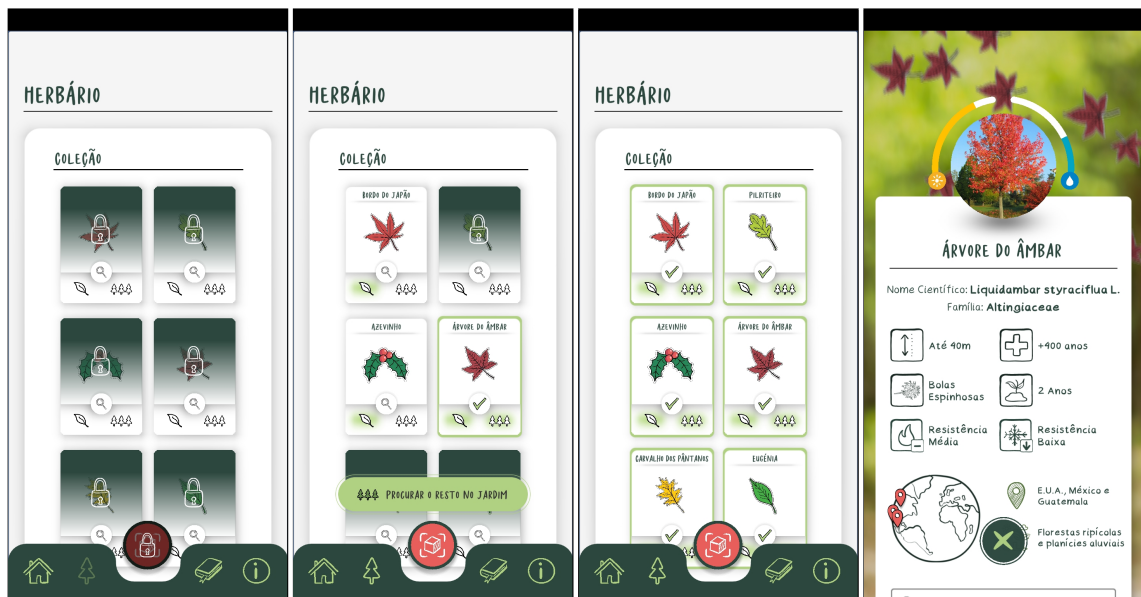 HERBÁRIO
COLEÇÃO
HERBÁRIO
COLEÇÃO
BORDO DO JAPÃO
AZEVINHO
ÁRVORE DO ÂMBAR
PROCURAR O RESTO NO JARDIM
HERBÁRIO
COLEÇÃO
BORDO DO JAPÃO
PILRITEIRO
AZEVINHO
ÁRVORE DO ÂMBAR
CARVALHO DOS PÂNTANOS
EUGÉNIA
ÁRVORE DO ÂMBAR
Nome Científico: Liquidambar styraciflua L.
Família: Altingiaceae
Até 40m
+400 anos
Bolas
Espinhosas
2 Anos
Resistência
Média
Resistência
Baixa
E.U.A., México e
Guatemala
Florestas ripícolas
e planícies aluviais